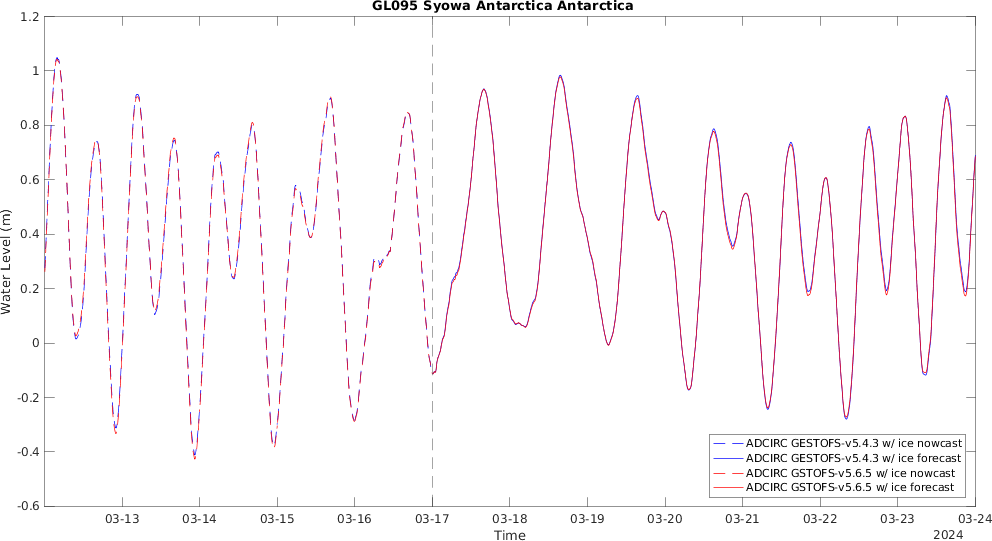 GL095 Syowa Antarctica Antarctica
Water Level (m)
1.2
1
0.8
0.6
0.4
0.2
0
-0.2
-0.4
-0.6
03-13 03-14 03-15 03-16 03-17 03-18 03-19 03-20 03-21 03-22 03-23 03-24
Time
2024
ADCIRC GESTOFS-v5.4.3 w/ ice nowcast
ADCIRC GESTOFS-v5.4.3 w/ ice forecast
ADCIRC GSTOFS-v5.6.5 w/ ice nowcast
ADCIRC GSTOFS-v5.6.5 w/ ice forecast